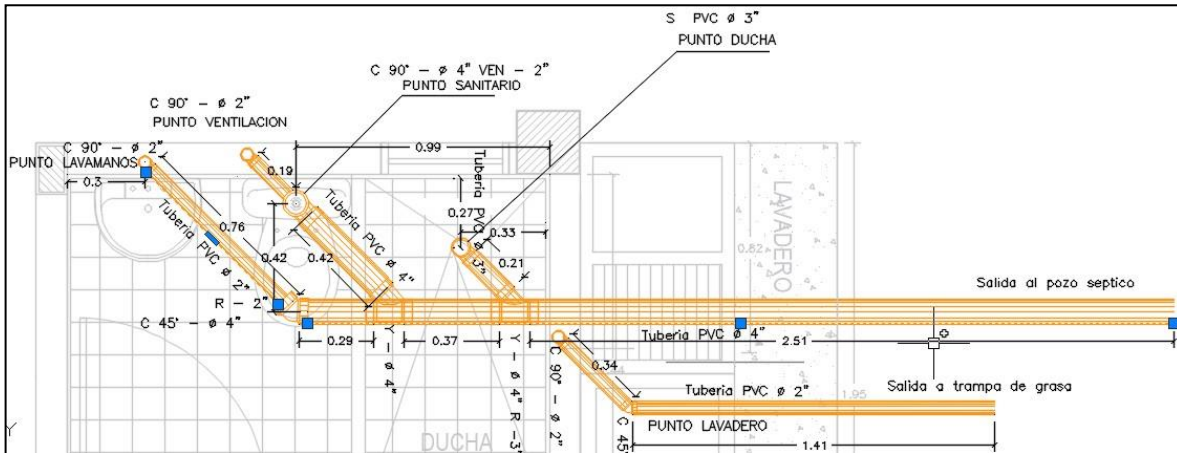 S PVC ø 3"
PUNTO DUCHA
C 90° - ø 4" VEN - 2"
PUNTO SANITARIO
C 90° - ø 2"
PUNTO VENTILACION
C 90° - ø 2"
PUNTO LAVAMANOS
0.3
0.99
0.19
Tuberia PVC ø 3"
0.27
0.33
0.21
Tuberia PVC ø 4"
0.76
Tuberia PVC ø 2"
0.42
0.42
LAVADERO
0.82
Salida al pozo septico
R - 2"
C 45° - ø 4"
0.29
0.37
Tuberia PVC ø 4"
2.51
Y - ø 4"
Y - ø 4" R -3"
C 90° - ø 2"
0.34
Salida a trampa de grasa
Tuberia PVC ø 2"
1.95
PUNTO LAVADERO
C 45°
1.41
DUCHA
Y